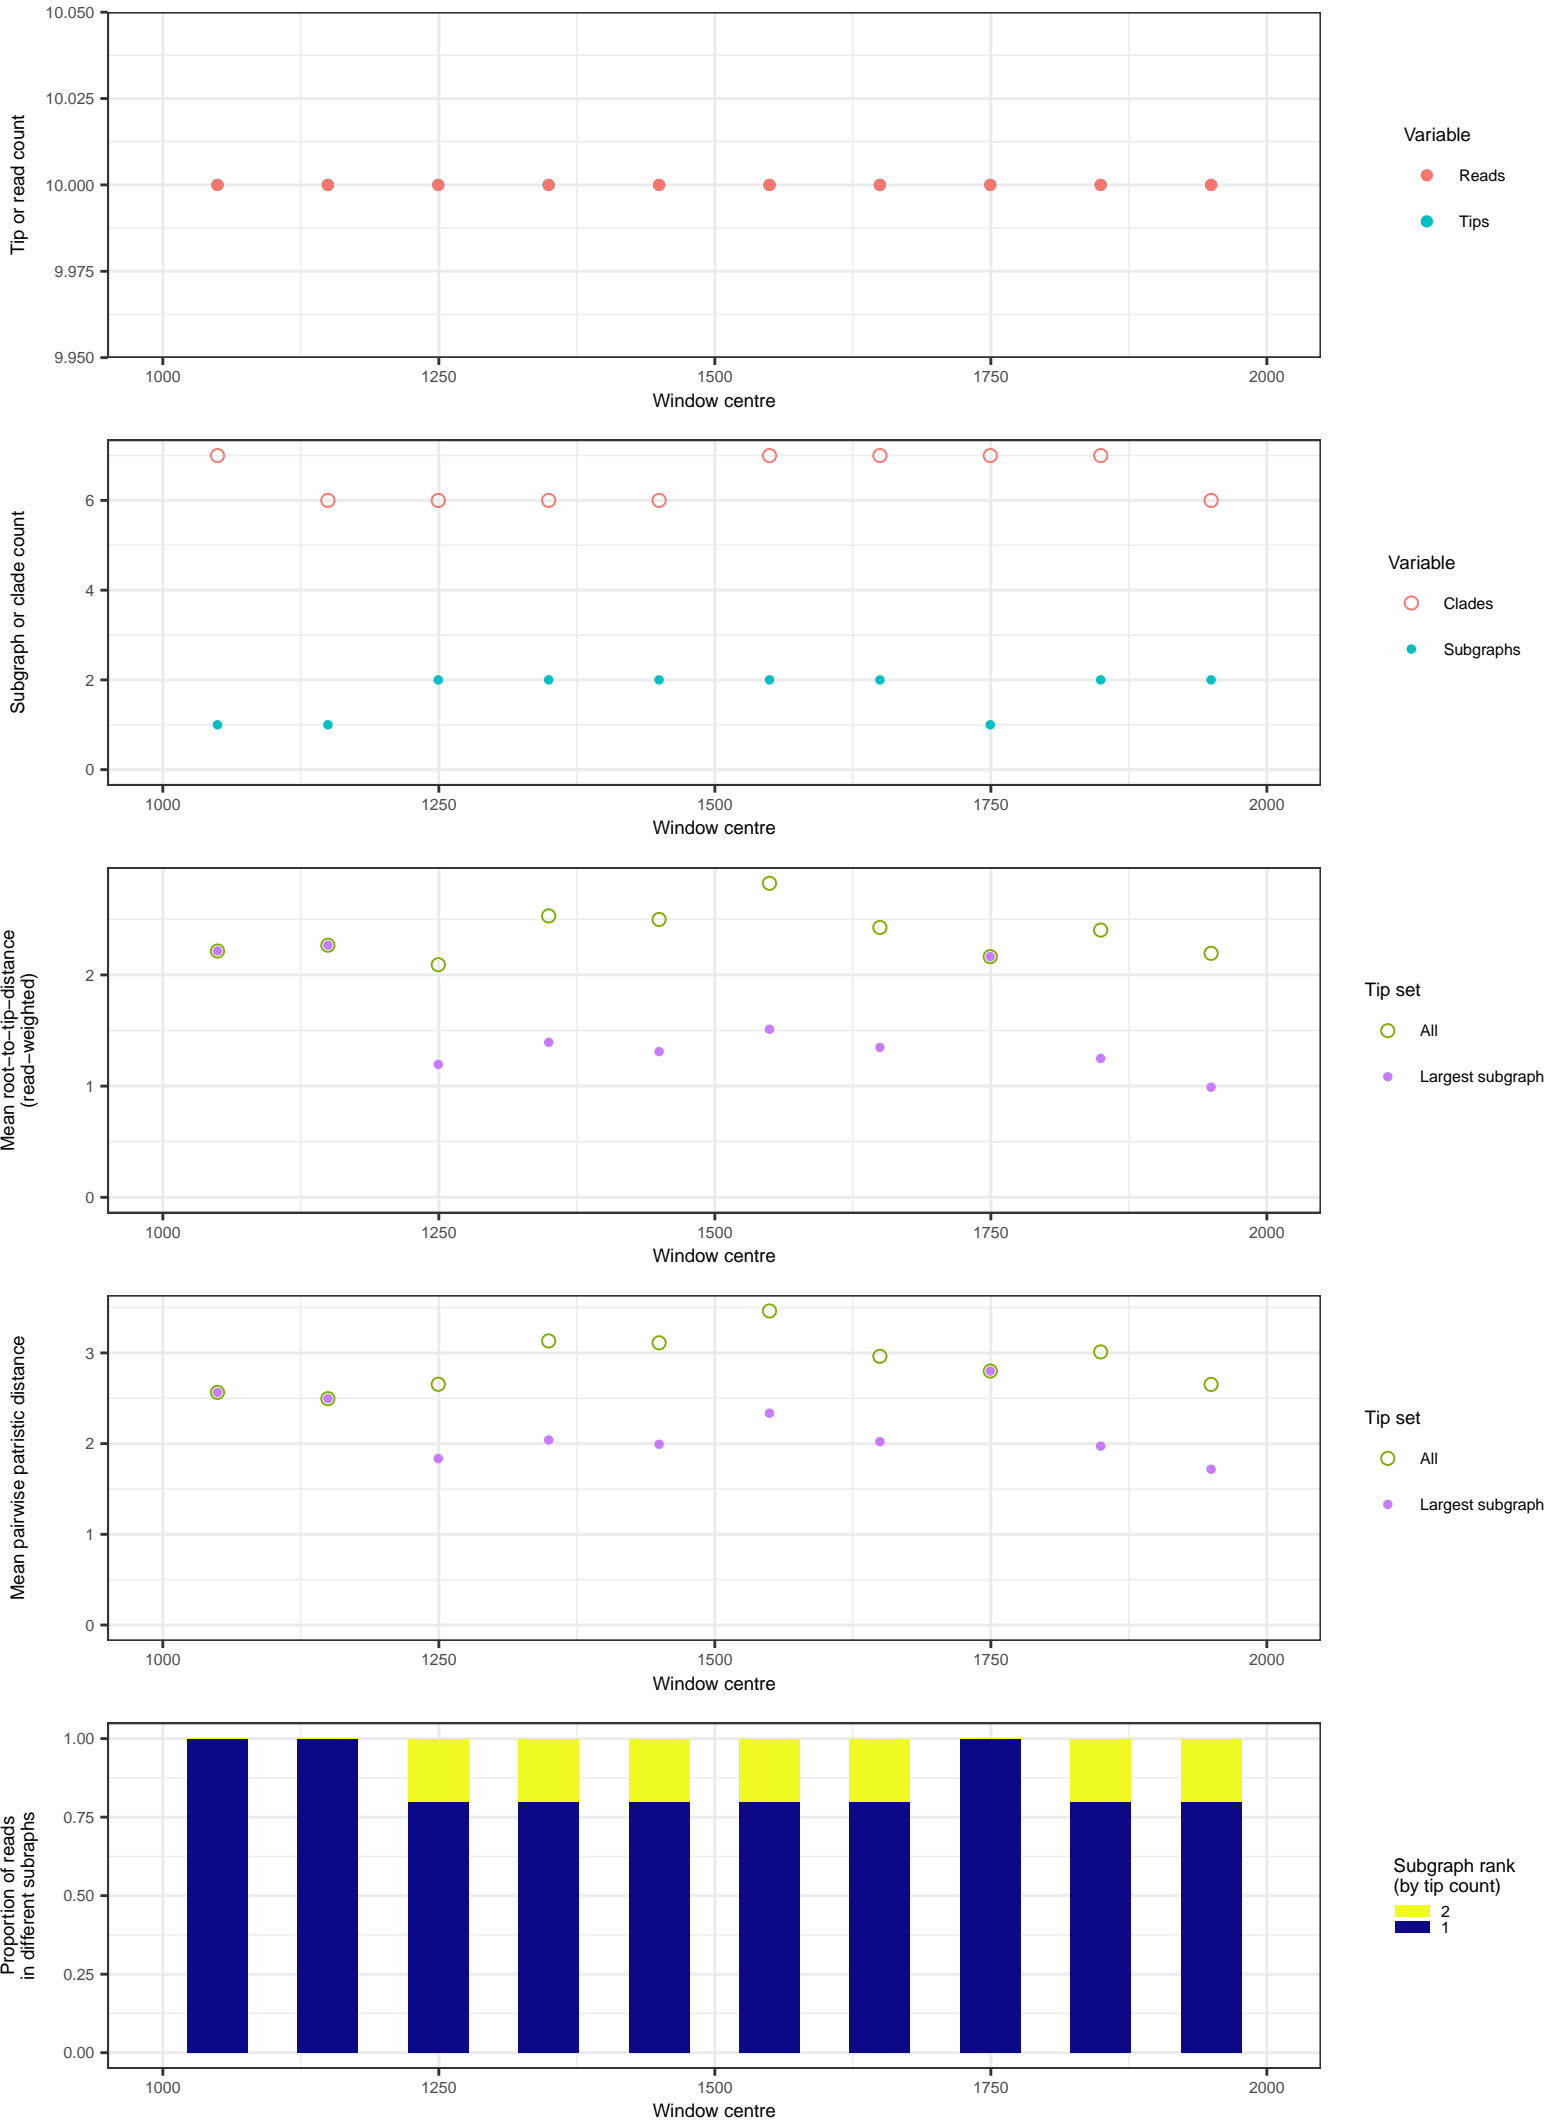 10.050
10.025
10.000
9.975
9.950
Tip or read count
1000 1250 1500 1750 2000
Window centre
Variable
Reads
Tips
6
4
2
0
Subgraph or clade count
1000 1250 1500 1750 2000
Window centre
Variable
Clades
Subgraphs
2
1
0
Mean root−to−tip−distance
(read−weighted)
1000 1250 1500 1750 2000
Window centre
Tip set
All
Largest subgraph
3
2
1
0
Mean pairwise patristic distance
1000 1250 1500 1750 2000
Window centre
Tip set
All
Largest subgraph
1.00
0.75
0.50
0.25
0.00
Proportion of reads
in different subraphs
1000 1250 1500 1750 2000
Window centre
Subgraph rank
(by tip count)
2
1